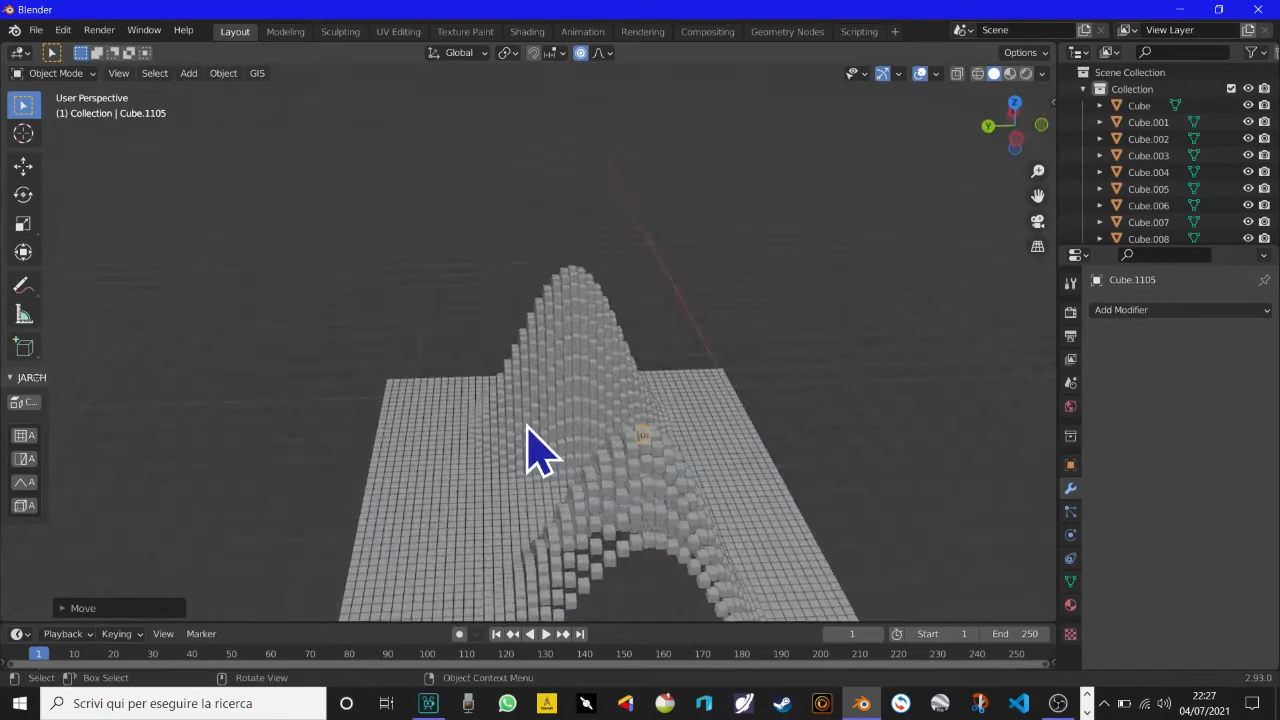 Blender
File Edit Render Window Help Layout Modeling Sculpting UV Editing Texture Paint Shading Animation Rendering Compositing Geometry Nodes Scripting + Scene View Layer
Global Options
Object Mode View Select Add Object GIS
User Perspective
(1) Collection | Cube.1105
Z
Y
JARCH
C...
A
A
A
A
Move
Scene Collection
Collection
Cube
Cube.001
Cube.002
Cube.003
Cube.004
Cube.005
Cube.006
Cube.007
Cube.008
Cube.1105
Add Modifier
Playback Keying View Marker 1 Start 1 End 250
1 10 20 30 40 50 60 70 80 90 100 110 120 130 140 150 160 170 180 190 200 210 220 230 240 250
Select Box Select Rotate View Object Context Menu 2.93.0
Scrivi qui per eseguire la ricerca
22:27
04/07/2021